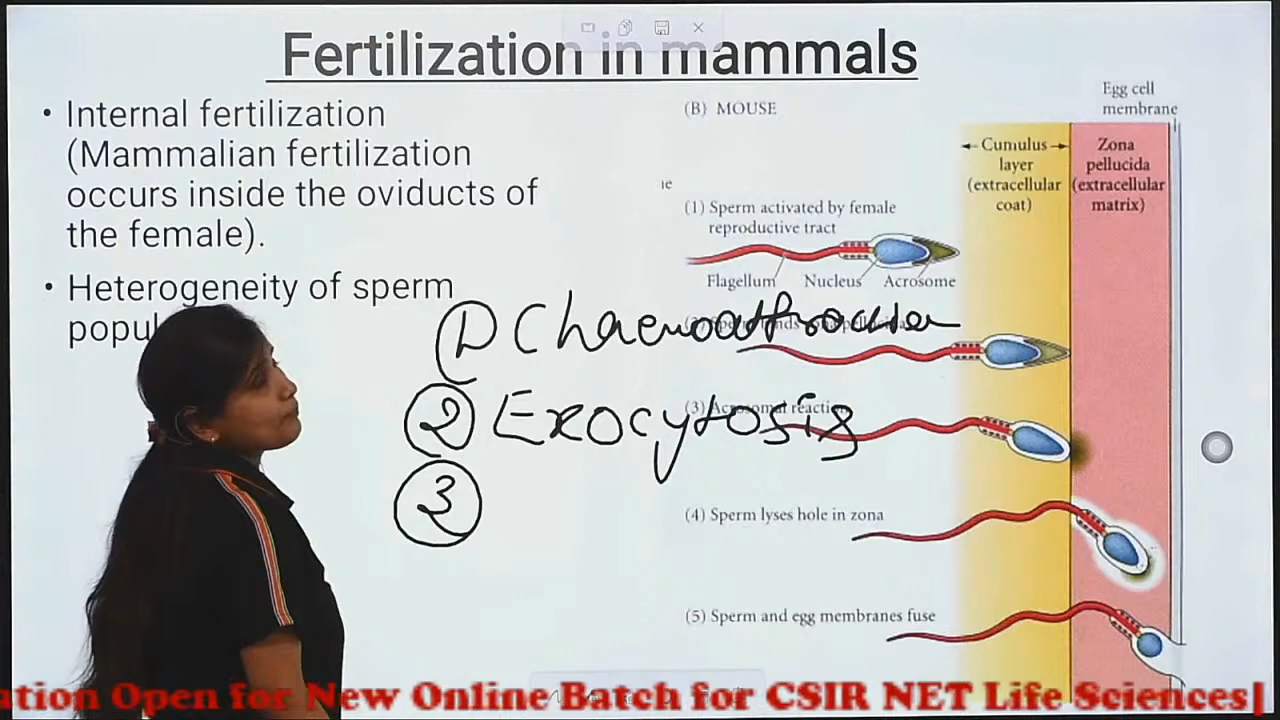 Fertilization in mammals
• Internal fertilization
(Mammalian fertilization
occurs inside the oviducts of
the female).
• Heterogeneity of sperm
① Chaemoattraction
② Exocytosis
③
(B) MOUSE
Egg cell
membrane
Cumulus
layer
(extracellular
coat)
Zona
pellucida
(extracellular
matrix)
(1) Sperm activated by female
reproductive tract
Flagellum Nucleus Acrosome
(3) Acrosomal reaction
(4) Sperm lyses hole in zona
(5) Sperm and egg membranes fuse
Open for New Online Batch for CSIR NET Life Sciences|